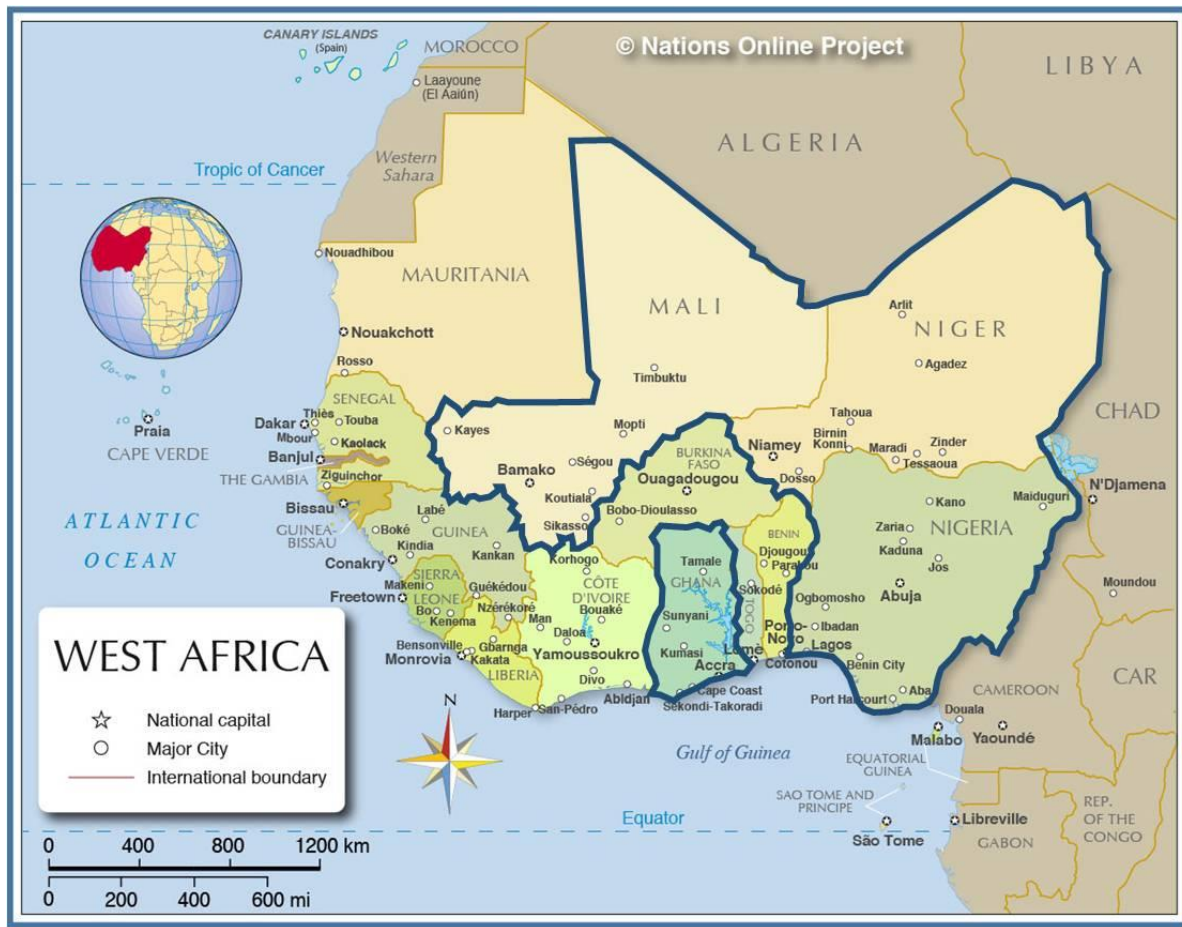 CANARY ISLANDS
(Spain)
MOROCCO
© Nations Online Project
LIBYA
Laayoune
(El Aaiún)
ALGERIA
Western
Sahara
Tropic of Cancer
Nouadhibou
MAURITANIA
MALI
Arlit
NIGER
Nouakchott
Agadez
Rosso
Timbuktu
SENEGAL
CHAD
Thiès
Touba
Dakar
Mbour
Kaolack
Praia
CAPE VERDE
Kayes
Mopti
Tahoua
Birnin
Konni
Zinder
Maradi
Tessaoua
Niamey
Dosso
Banjul
THE GAMBIA
Ziguinchor
Ségou
BURKINA
FASO
Bamako
Ouagadougou
N'Djamena
Bissau
GUINEA-
BISSAU
Koutiala
Sikasso
Bobo-Dioulasso
Kano
Maiduguri
ATLANTIC
OCEAN
Labé
Boké
GUINEA
Kindia
Kankan
Conakry
BENIN
Djougou
Parakou
Zaria
Kaduna
NIGERIA
Jos
Korhogo
Tamale
GHANA
Sokodé
TOGO
Moundou
SIERRA
LEONE
Makeni
Freetown
Bo
Kenema
Guékédou
Nzérékoré
CÔTE
D'IVOIRE
Bouaké
Man
Daloa
Yamoussoukro
Sunyani
Kumasi
Abuja
Ogbomosho
Ibadan
Porto-
Novo
Lagos
Lomé
Cotonou
Accra
Benin City
Bensonville
Monrovia
Gbarnga
Kakata
LIBERIA
Divo
Harper
San-Pédro
Abidjan
Cape Coast
Sekondi-Takoradi
Port Harcourt
Aba
CAMEROON
CAR
Douala
Malabo
Yaoundé
WEST AFRICA
National capital
Major City
International boundary
N
Gulf of Guinea
EQUATORIAL
GUINEA
SAO TOME AND
PRINCIPE
REP.
OF THE
CONGO
Equator
São Tome
Libreville
GABON
0 400 800 1200 km
0 200 400 600 mi